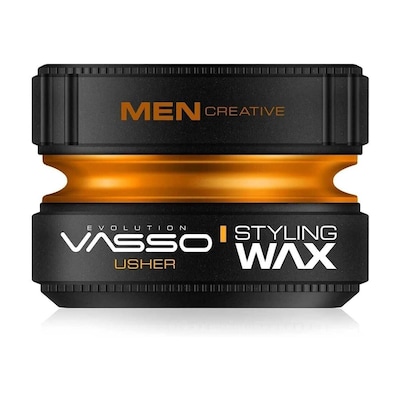 MEN CREATIVE
EVOLUTION
VASSO
USHER
STYLING
WAX